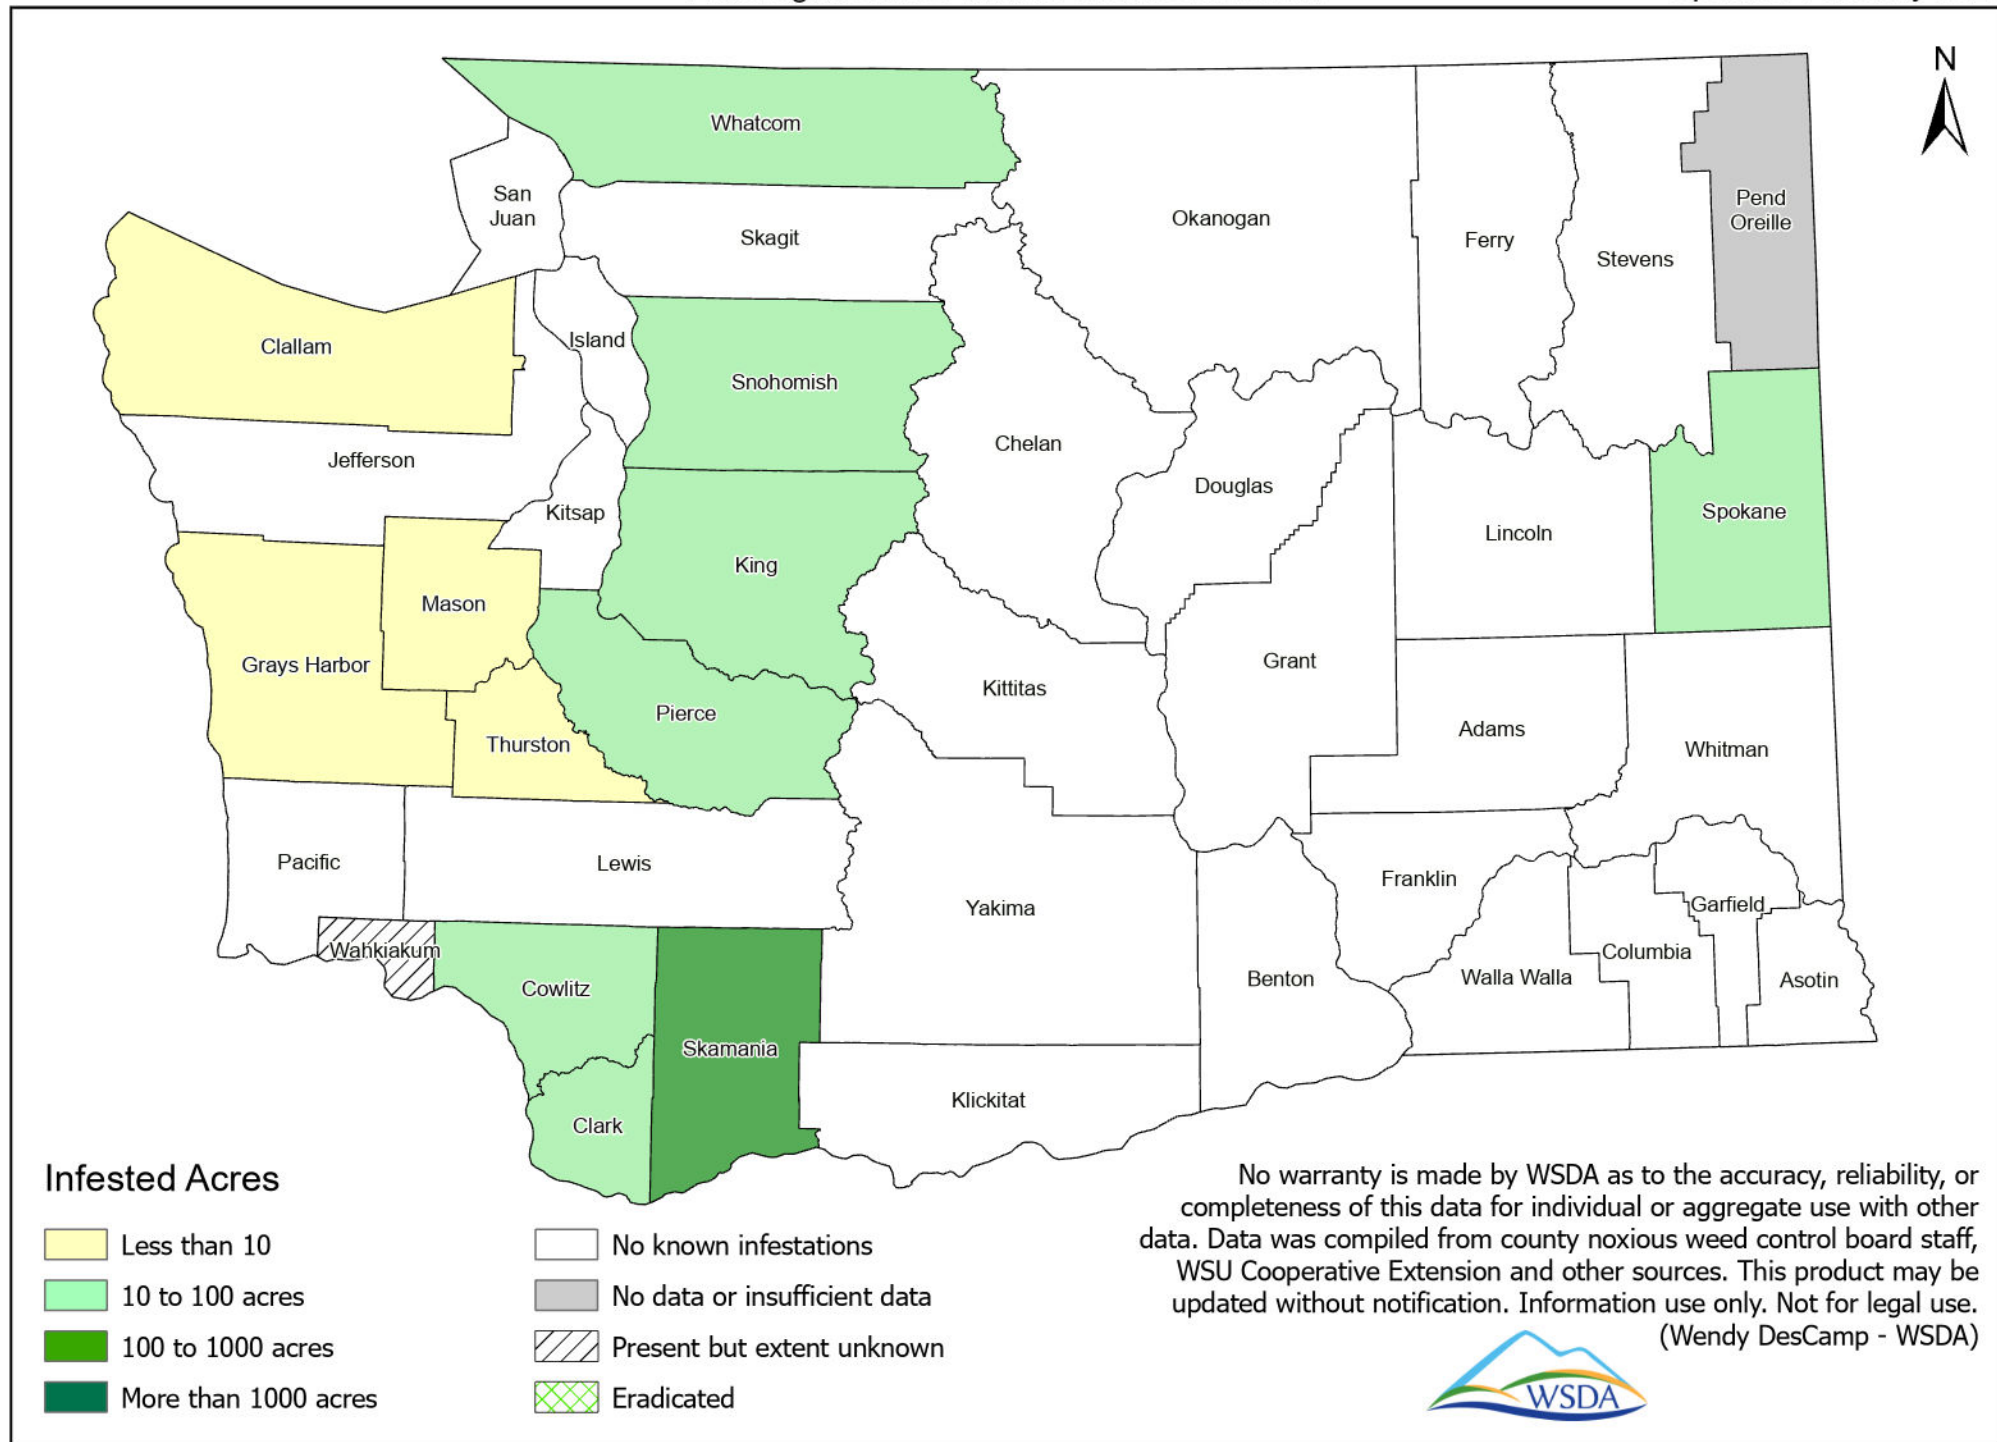 N
Whatcom
San
Juan
Skagit
Okanogan
Ferry
Stevens
Pend
Oreille
Clallam
Island
Snohomish
Chelan
Jefferson
Kitsap
Douglas
Lincoln
Spokane
King
Mason
Grays Harbor
Thurston
Pierce
Kittitas
Grant
Adams
Whitman
Pacific
Lewis
Yakima
Franklin
Garfield
Wahkiakum
Cowlitz
Benton
Walla Walla
Columbia
Asotin
Skamania
Klickitat
Clark
Infested Acres
Less than 10
10 to 100 acres
100 to 1000 acres
More than 1000 acres
No known infestations
No data or insufficient data
Present but extent unknown
Eradicated
No warranty is made by WSDA as to the accuracy, reliability, or
completeness of this data for individual or aggregate use with other
data. Data was compiled from county noxious weed control board staff,
WSU Cooperative Extension and other sources. This product may be
updated without notification. Information use only. Not for legal use.
(Wendy DesCamp - WSDA)
WSDA